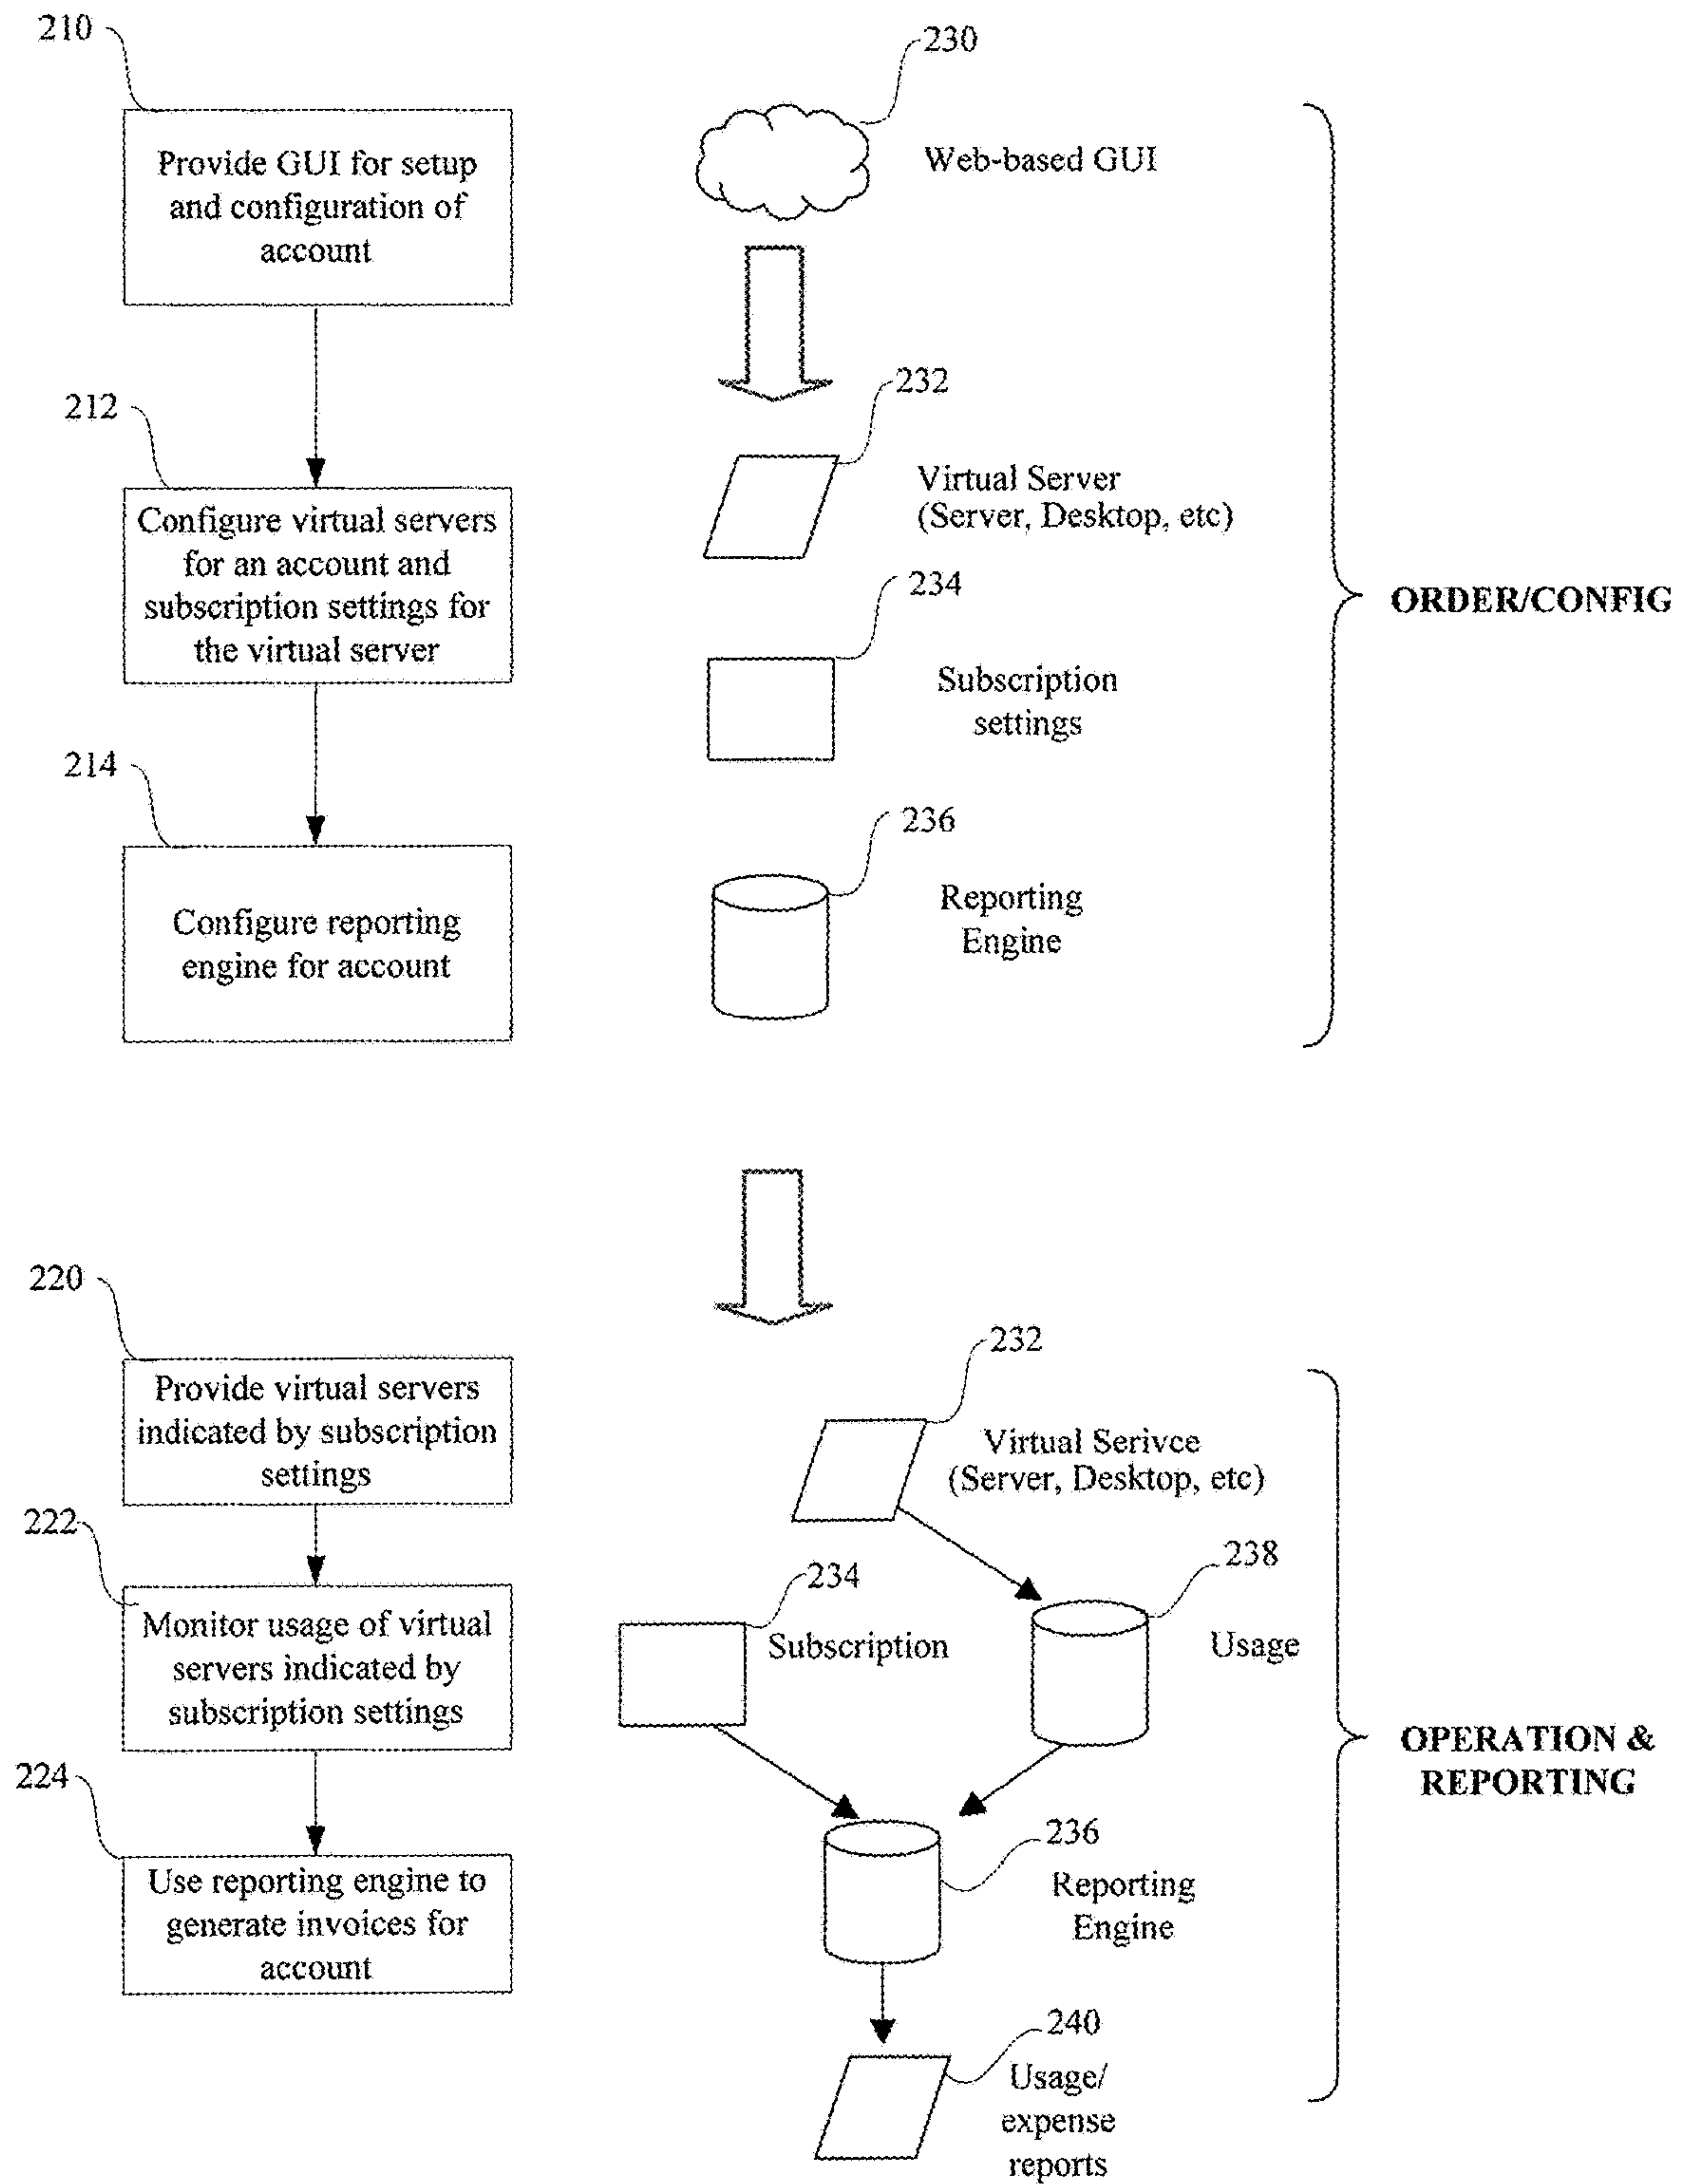 210
Provide GUI for setup
and configuration of
account
230
Web-based GUI
212
Configure virtual servers
for an account and
subscription settings for
the virtual server
232
Virtual Server
(Server, Desktop, etc)
234
Subscription
settings
214
Configure reporting
engine for account
236
Reporting
Engine
ORDER/CONFIG
220
Provide virtual servers
indicated by subscription
settings
222
Monitor usage of virtual
servers indicated by
subscription settings
224
Use reporting engine to
generate invoices for
account
232
Virtual Serivce
(Server, Desktop, etc)
234
Subscription
238
Usage
236
Reporting
Engine
240
Usage/
expense
reports
OPERATION &
REPORTING